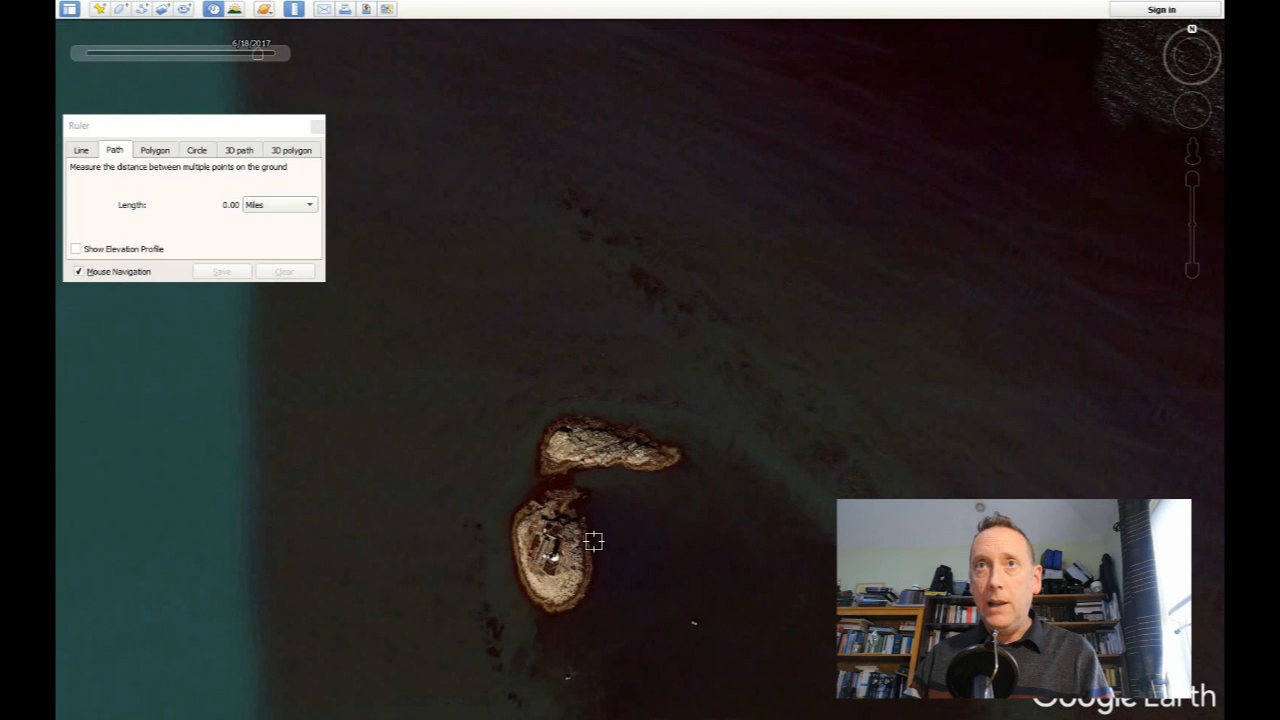 Sign in
N
6/18/2017
Ruler
Line Path Polygon Circle 3D path 3D polygon
Measure the distance between multiple points on the ground
Length: 0.00 Miles
Show Elevation Profile
Mouse Navigation Save Clear
Google Earth